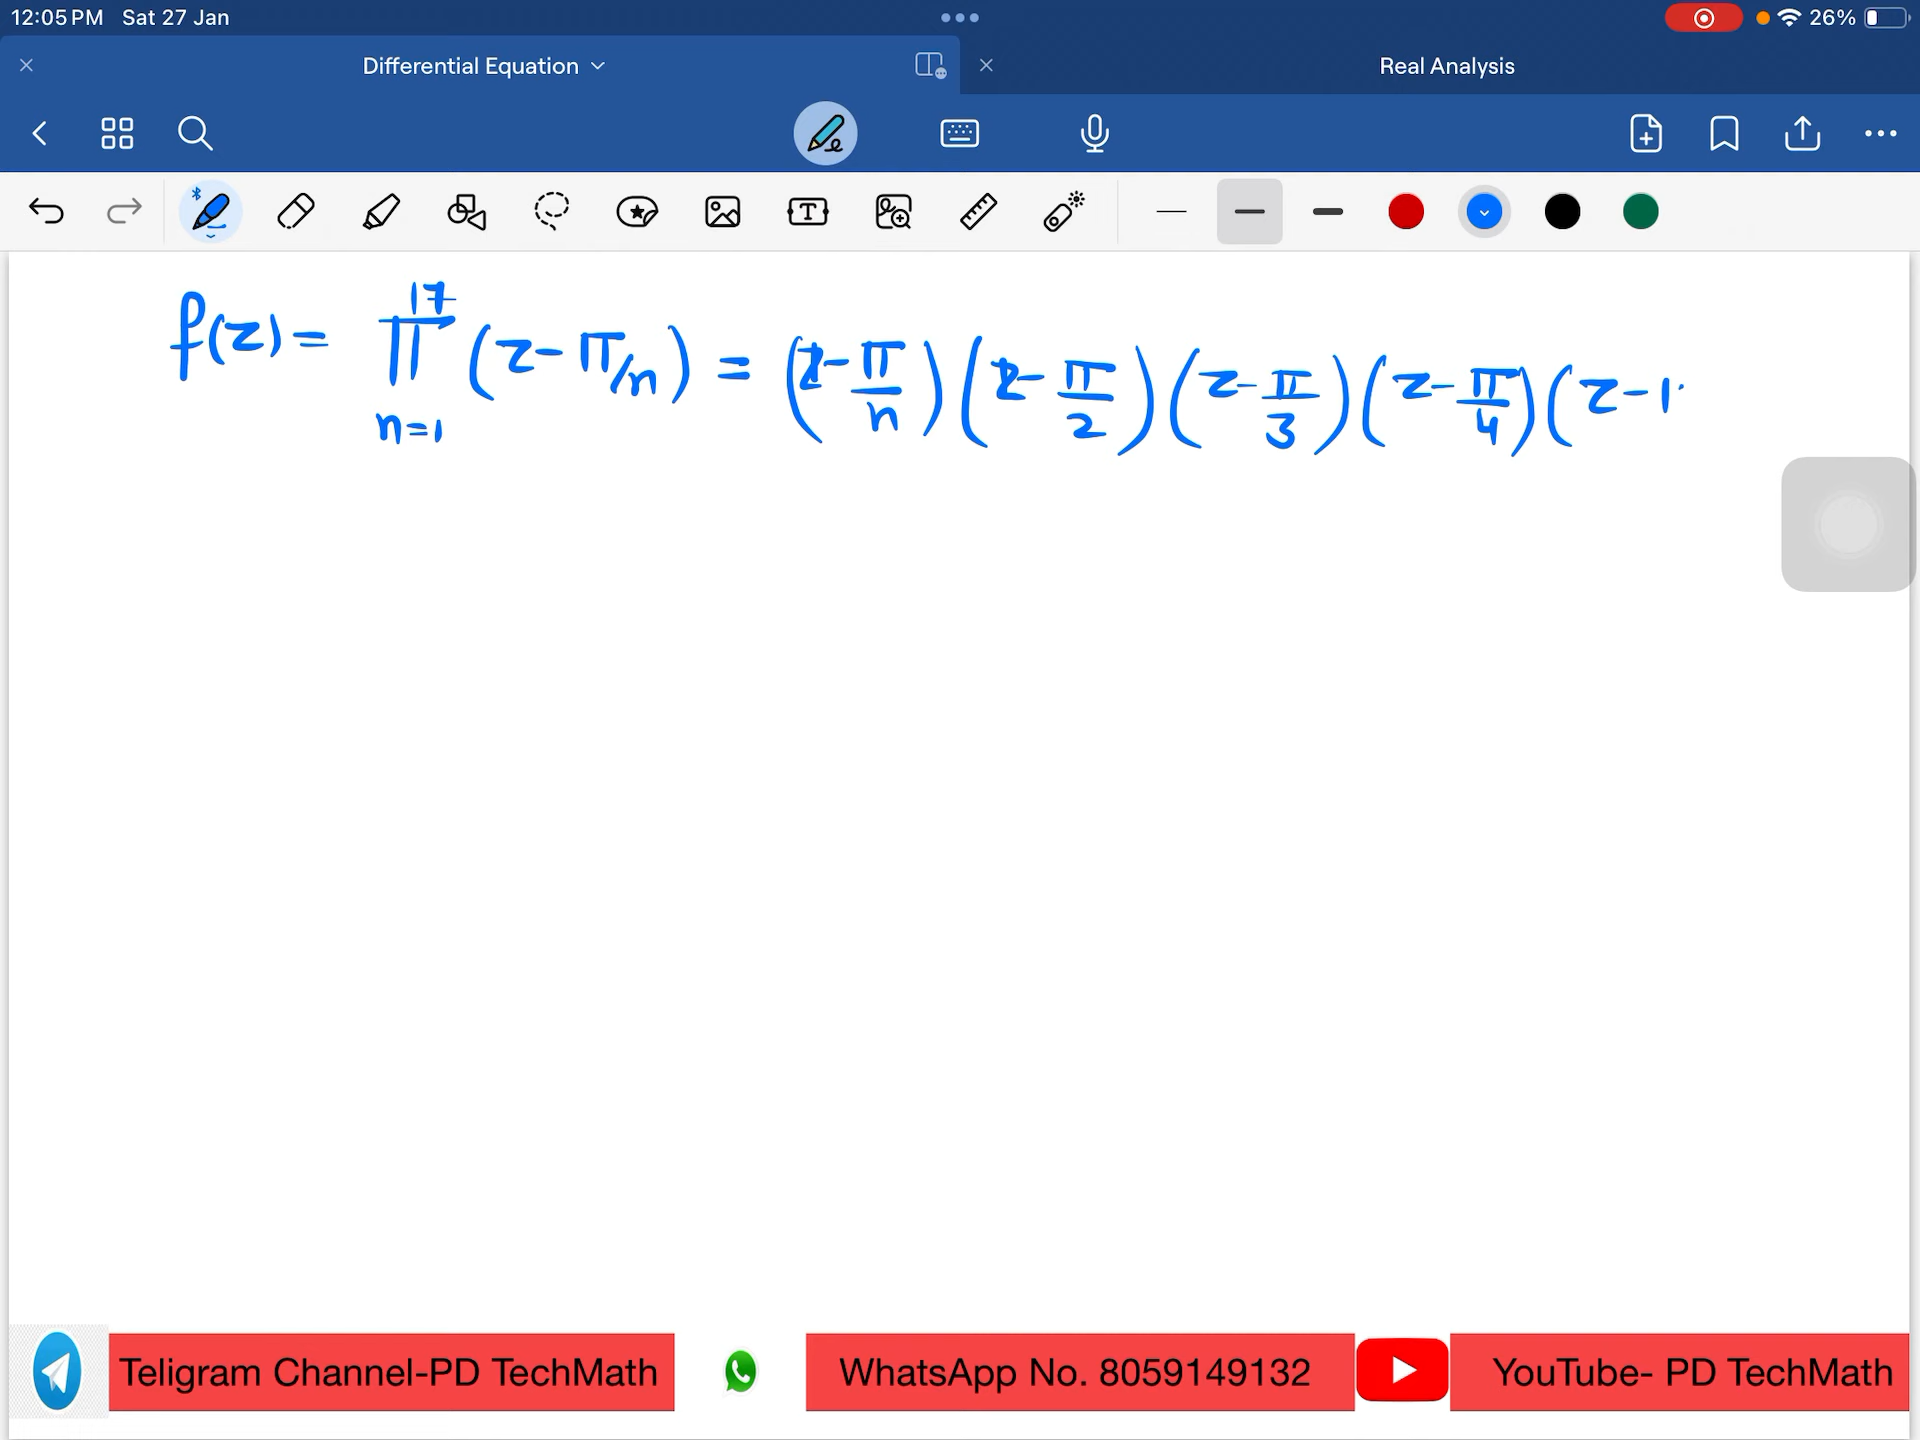 12:05 PM Sat 27 Jan
26%
Differential Equation
Real Analysis
17
f(z) = ∏ (z - π/n) = (z - π/n)(z - π/2)(z - π/3)(z - π/4)(z - 
n=1
Teligram Channel-PD TechMath
WhatsApp No. 8059149132
YouTube- PD TechMath